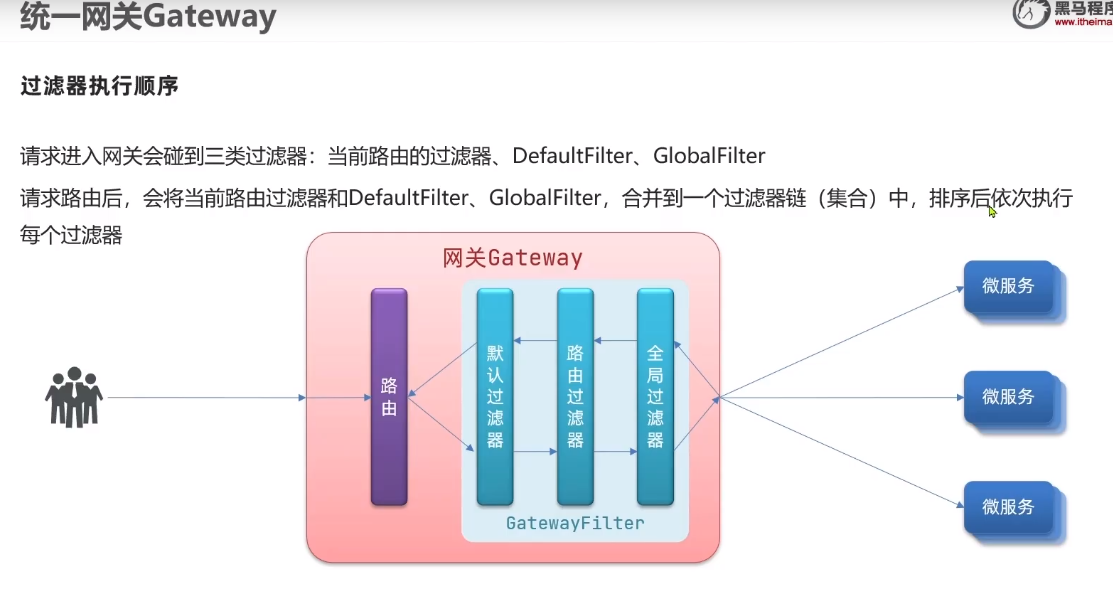 统一网关Gateway
黑马程序
www.itheima
过滤器执行顺序
请求进入网关会碰到三类过滤器：当前路由的过滤器、DefaultFilter、GlobalFilter
请求路由后，会将当前路由过滤器和DefaultFilter、GlobalFilter，合并到一个过滤器链（集合）中，排序后依次执行
每个过滤器
网关Gateway
路由
默认过滤器
路由过滤器
全局过滤器
GatewayFilter
微服务
微服务
微服务